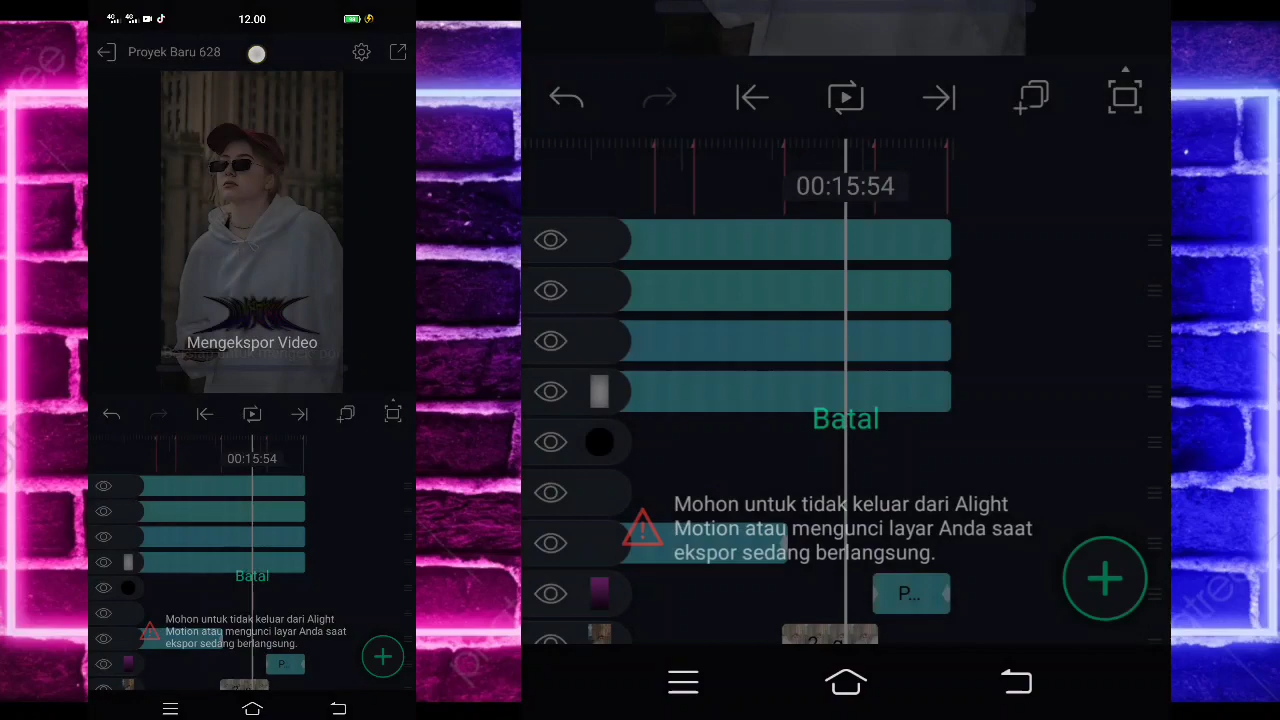 4G 4G
12.00
Proyek Baru 628
Mengekspor Video
00:15:54
Batal
Mohon untuk tidak keluar dari Alight
Motion atau mengunci layar Anda saat
ekspor sedang berlangsung.
P...
00:15:54
Batal
Mohon untuk tidak keluar dari Alight
Motion atau mengunci layar Anda saat
ekspor sedang berlangsung.
P...